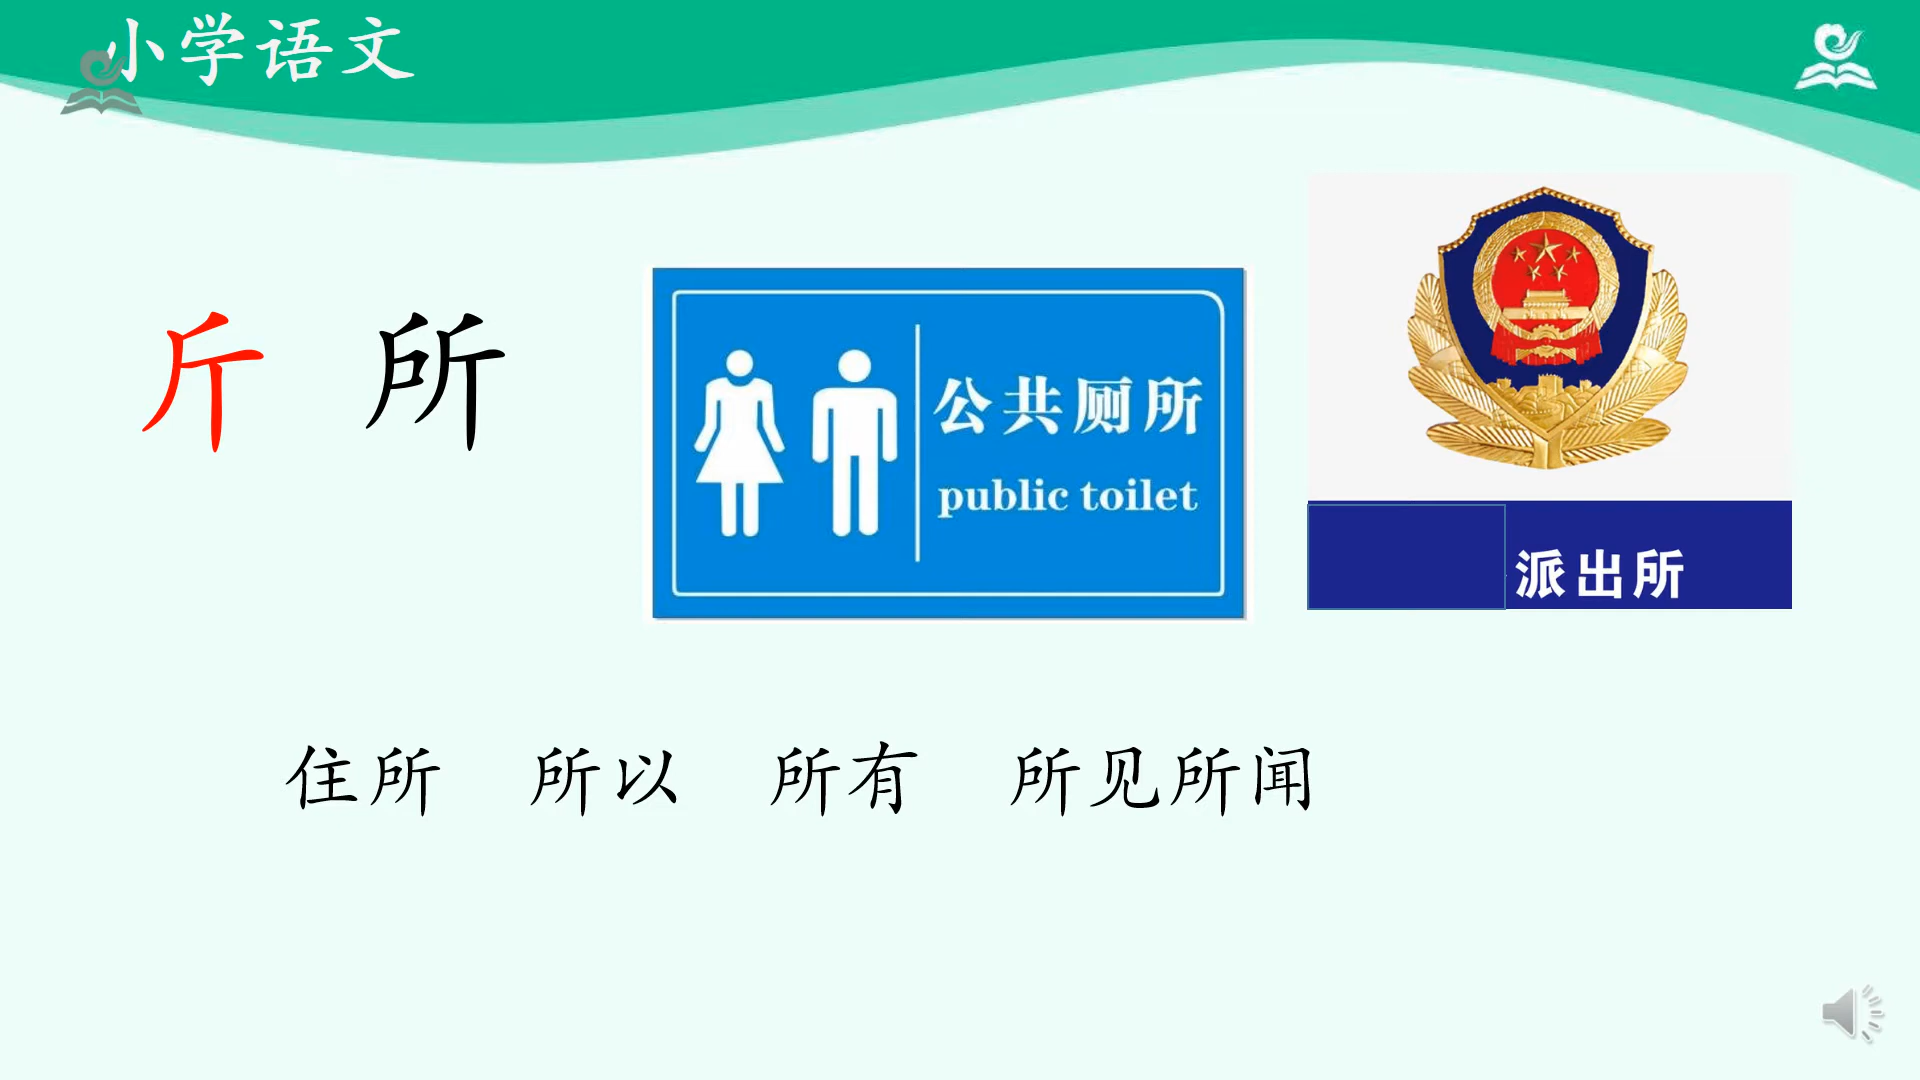 小学语文
斤 所
公共厕所
public toilet
派出所
住所 所以 所有 所见所闻